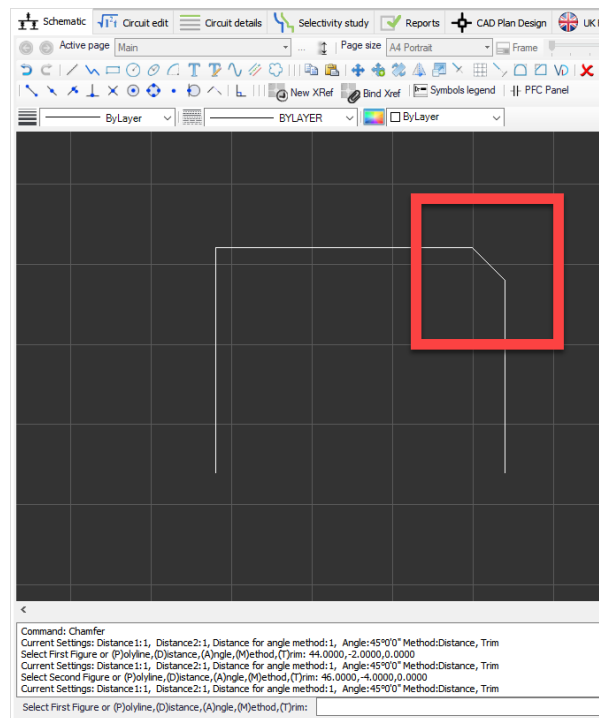 Schematic Circuit edit Circuit details Selectivity study Reports CAD Plan Design UK
Active page Main ... Page size A4 Portrait Frame
New XRef Bind Xref Symbols legend PFC Panel
ByLayer BYLAYER ByLayer
Command: Chamfer
Current Settings: Distance1:1, Distance2:1, Distance for angle method:1, Angle:45°0'0" Method:Distance, Trim
Select First Figure or (P)olyline,(D)istance,(A)ngle,(M)ethod,(T)rim: 44.0000,-2.0000,0.0000
Current Settings: Distance1:1, Distance2:1, Distance for angle method:1, Angle:45°0'0" Method:Distance, Trim
Select Second Figure or (P)olyline,(D)istance,(A)ngle,(M)ethod,(T)rim: 46.0000,-4.0000,0.0000
Current Settings: Distance1:1, Distance2:1, Distance for angle method:1, Angle:45°0'0" Method:Distance, Trim
Select First Figure or (P)olyline,(D)istance,(A)ngle,(M)ethod,(T)rim: